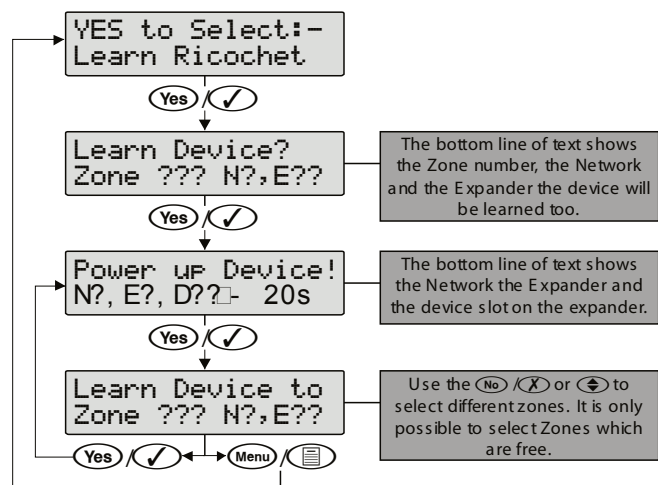 YES to Select:-
Learn Ricochet
Yes / ✓
Learn Device?
Zone ??? N?,E??
The bottom line of text shows
the Zone number, the Network
and the Expander the device will
be learned too.
Yes / ✓
Power up Device!
N?, E?, D??□- 20s
The bottom line of text shows
the Network the Expander and
the device slot on the expander.
Yes / ✓
Learn Device to
Zone ??? N?,E??
Use the No / ✗ or to
select different zones. It is only
possible to select Zones which
are free.
Yes / ✓ Menu /